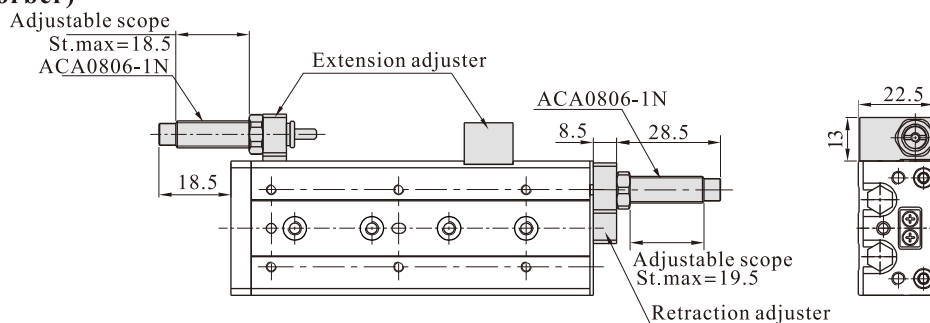 Adjustable scope
St.max=18.5
ACA0806-1N
Extension adjuster
ACA0806-1N
8.5
28.5
22.5
13
18.5
Adjustable scope
St.max=19.5
Retraction adjuster